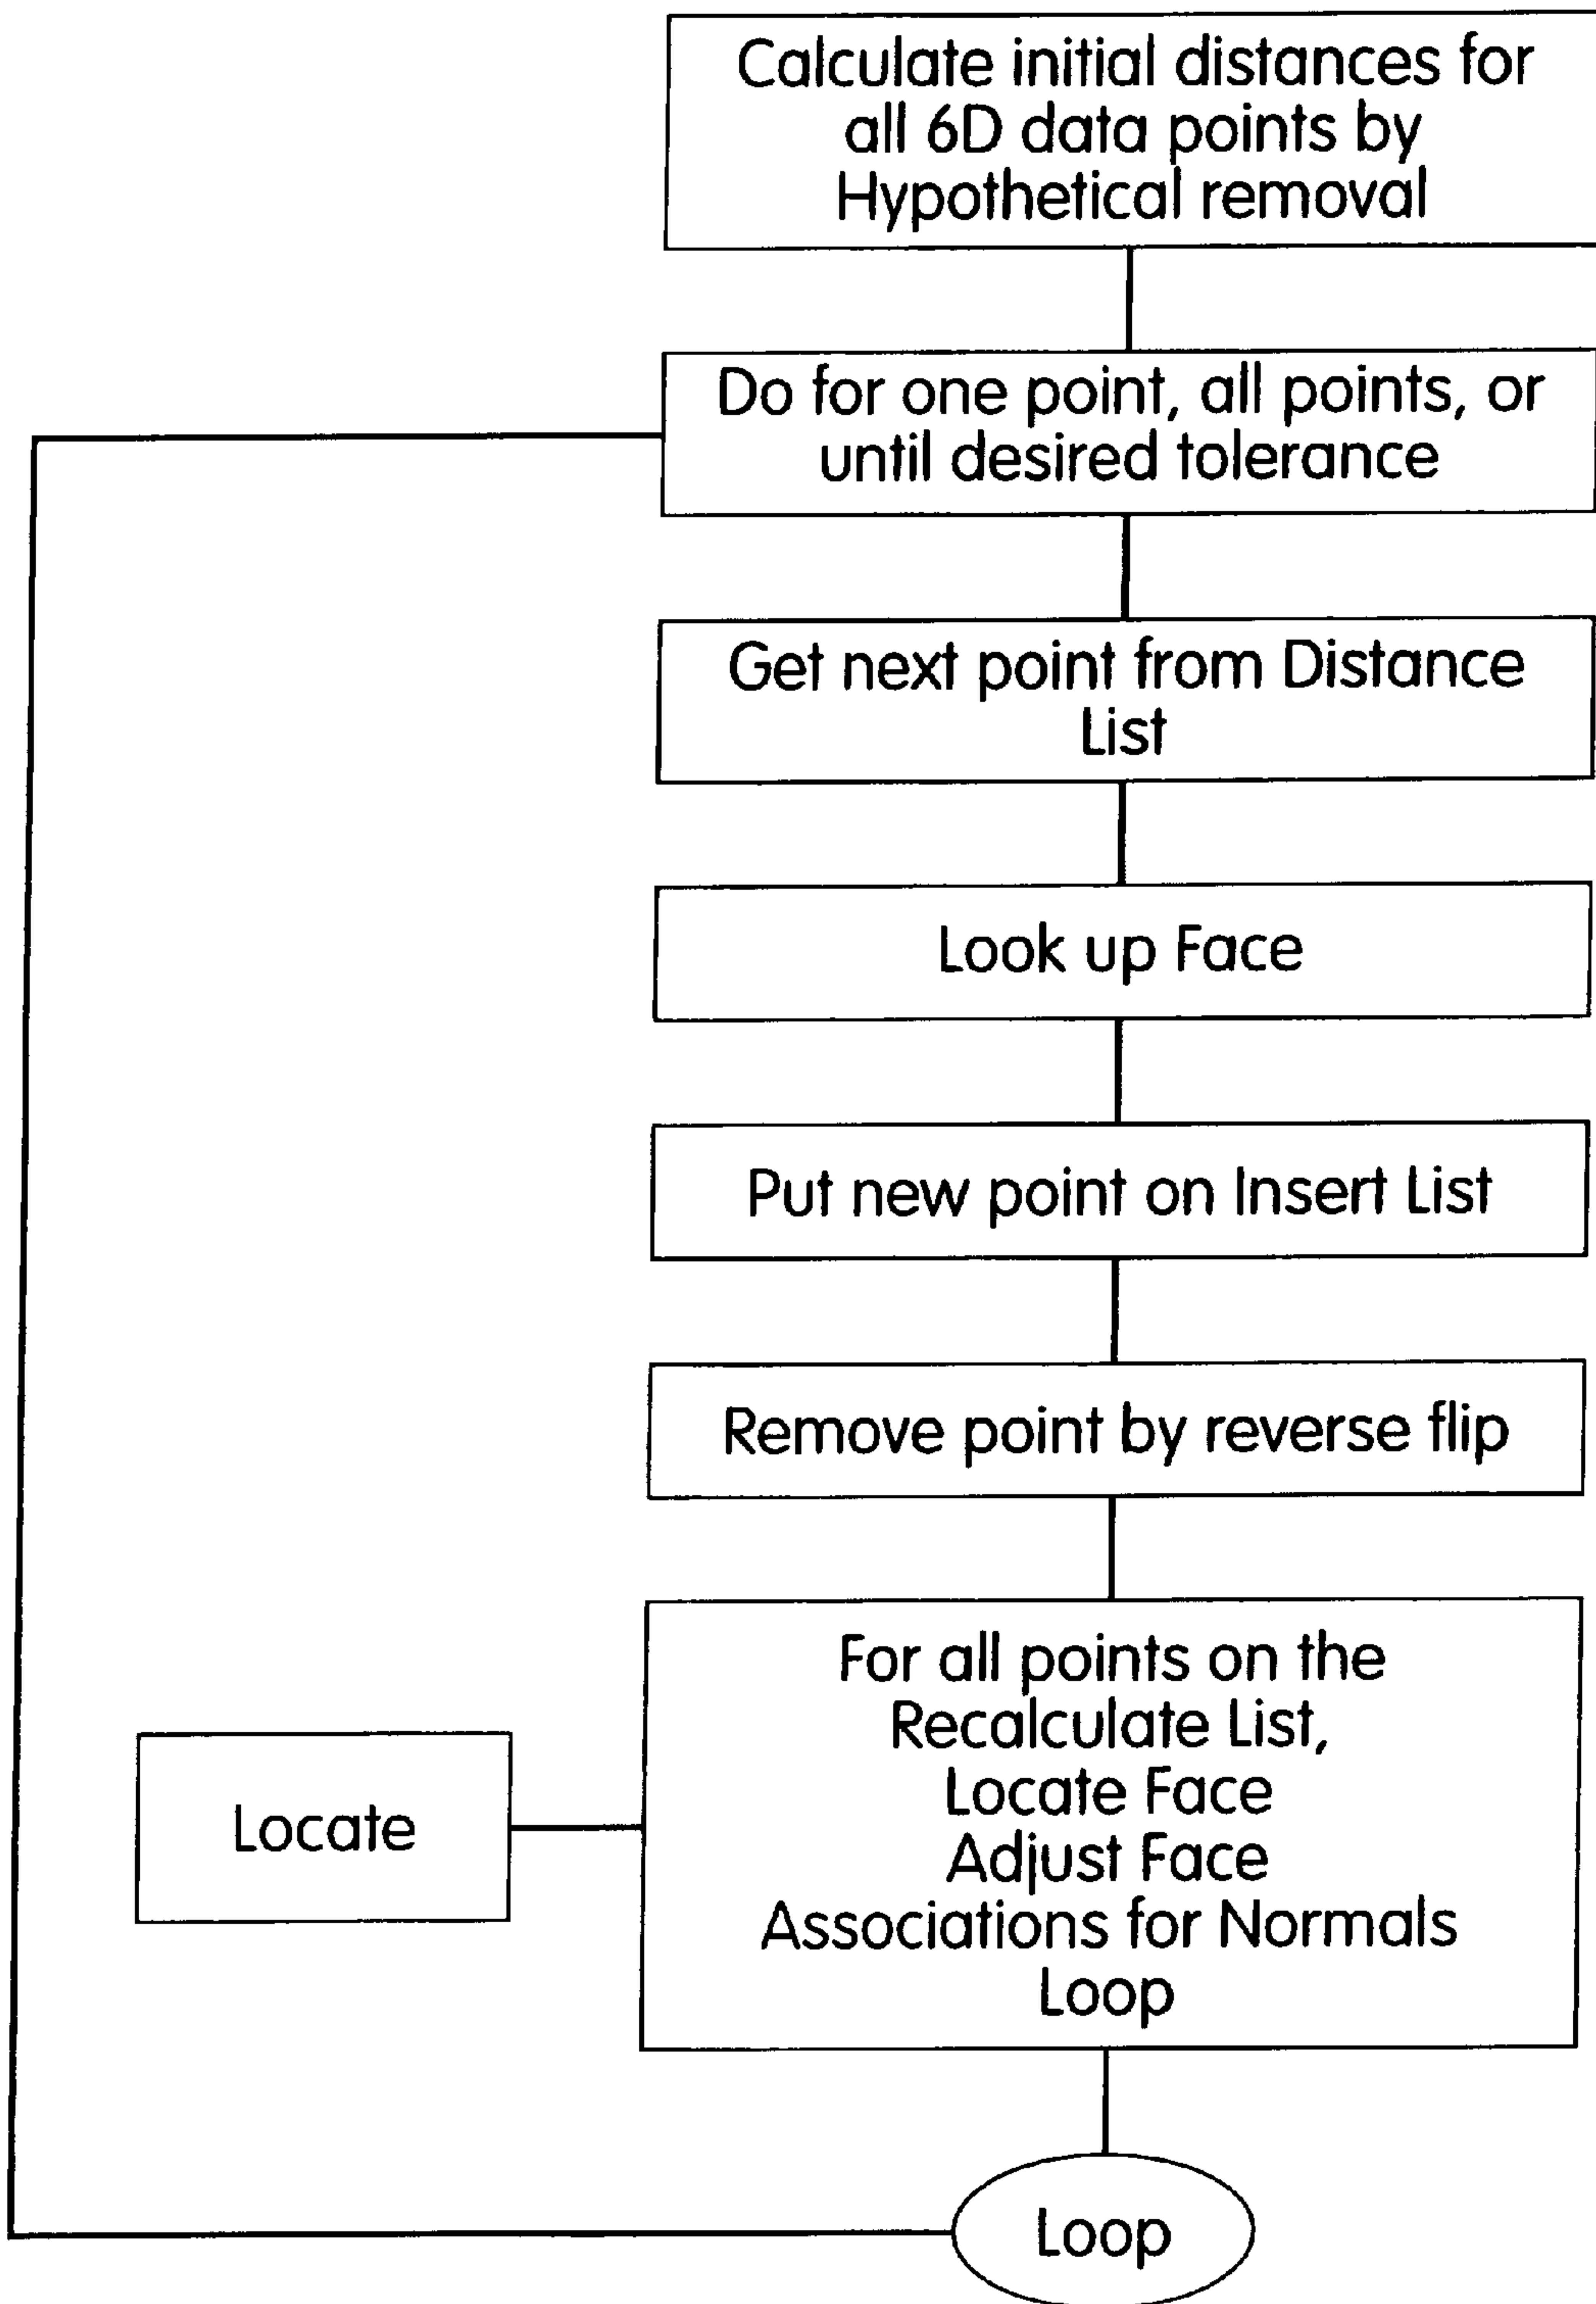 Calculate initial distances for
all 6D data points by
Hypothetical removal
Do for one point, all points, or
until desired tolerance
Get next point from Distance
List
Look up Face
Put new point on Insert List
Remove point by reverse flip
For all points on the
Recalculate List,
Locate Face
Adjust Face
Associations for Normals
Loop
Locate
Loop